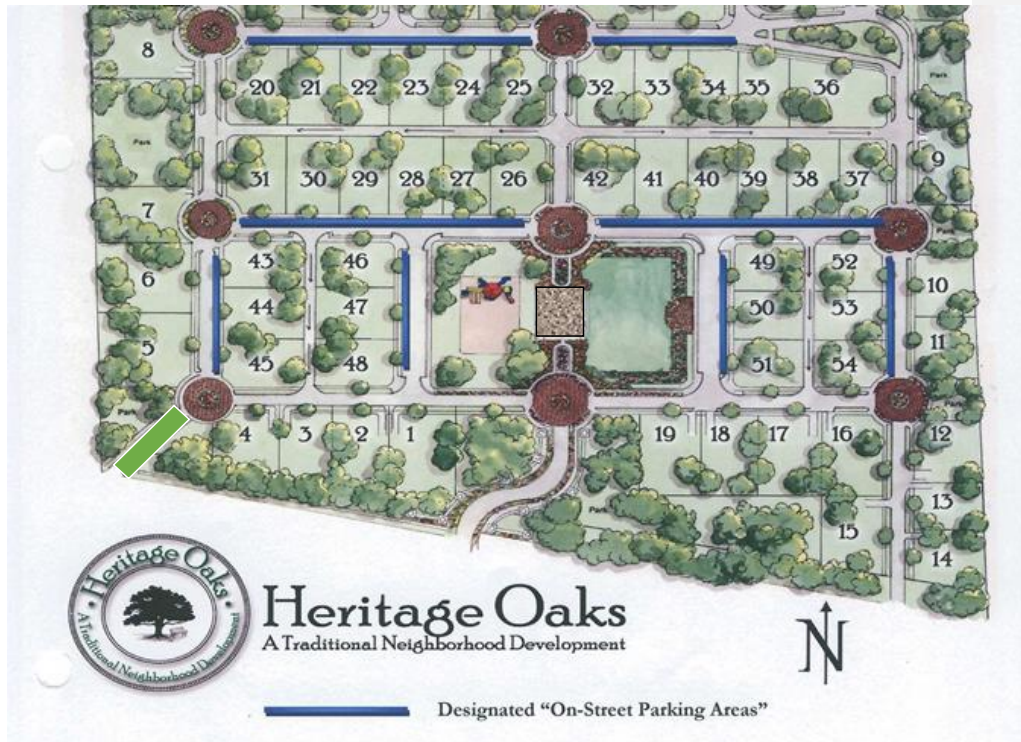 8
Park
20 21 22 23 24 25 32 33 34 35 36
Park
31 30 29 28 27 26 42 41 40 39 38 37 9
7
Park
43 46 49 52
6 10
44 47 50 53
5 11
45 48 51 54
Park
Park
4 3 2 1 19 18 17 16 12
13
Park
Park
15
14
Heritage Oaks
A Traditional Neighborhood Development
Heritage Oaks
A Traditional Neighborhood Development
N
Designated “On-Street Parking Areas”